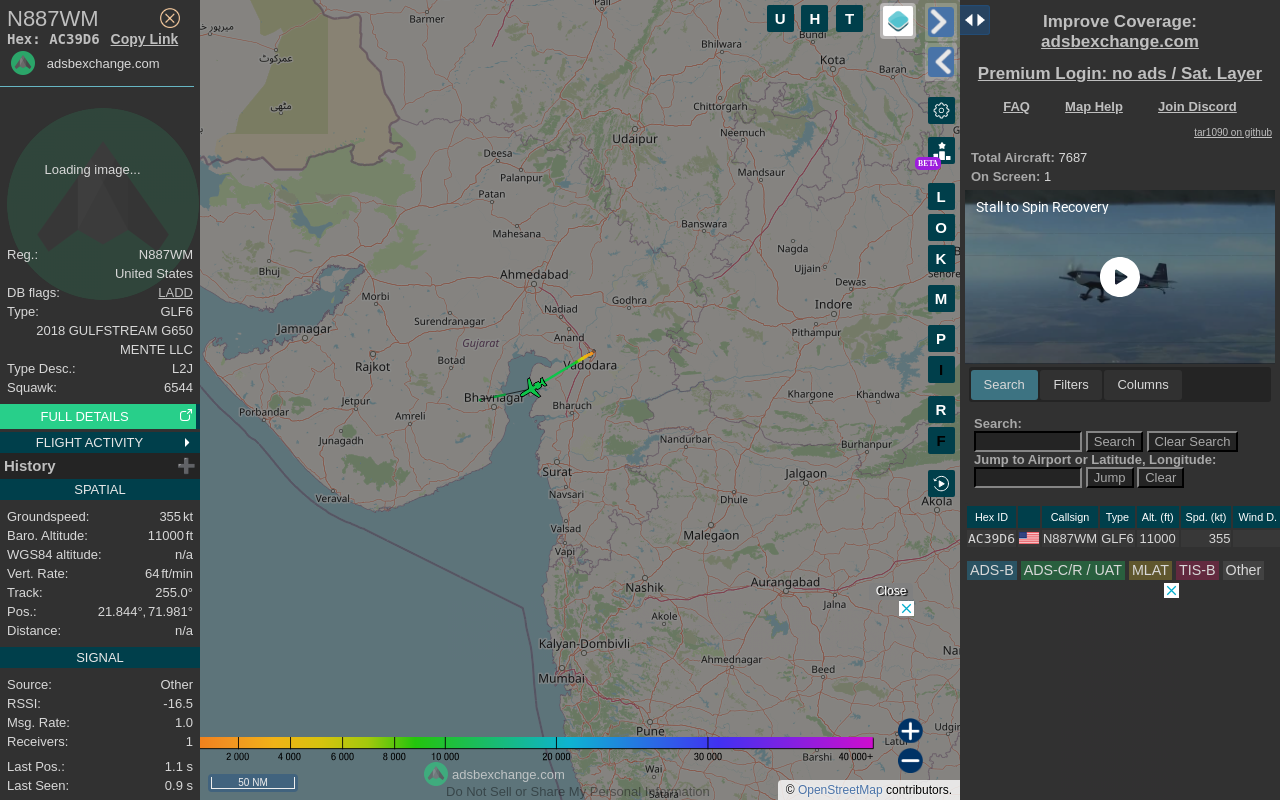 N887WM
Hex: AC39D6 Copy Link
adsbexchange.com
Loading image...
Reg.: N887WM
United States
DB flags: LADD
Type: GLF6
2018 GULFSTREAM G650
MENTE LLC
Type Desc.: L2J
Squawk: 6544
FULL DETAILS
FLIGHT ACTIVITY
History
SPATIAL
Groundspeed: 355 kt
Baro. Altitude: 11000 ft
WGS84 altitude: n/a
Vert. Rate: 64 ft/min
Track: 255.0°
Pos.: 21.844°, 71.981°
Distance: n/a
SIGNAL
Source: Other
RSSI: -16.5
Msg. Rate: 1.0
Receivers: 1
Last Pos.: 1.1 s
Last Seen: 0.9 s
Pali
Barmer
Bundi
Bhilwara
Kota
Baran
عمرکوٹ
مٹھی
Chittorgarh
Udaipur
Neemuch
Deesa
Palanpur
Mandsaur
Patan
Banswara
Mahesana
Nagda
Ujjain
Bhuj
Ahmedabad
Dewas
Sehore
Morbi
Godhra
Nadiad
Indore
Surendranagar
Jamnagar
Anand
Pithampur
Gujarat
Rajkot
Botad
Vadodara
Jetpur
Bhavnagar
Bharuch
Khargone
Khandwa
Porbandar
Amreli
Junagadh
Nandurbar
Burhanpur
Surat
Jalgaon
Veraval
Navsari
Dhule
Akola
Valsad
Malegaon
Vapi
Nashik
Aurangabad
Jalna
Akole
Kalyan-Dombivli
Ahmednagar
Beed
Mumbai
Pune
Latur
Udgir
Barshi
Wai
Satara
U H T
BETA
L
O
K
M
P
I
R
F
Close
2 000 4 000 6 000 8 000 10 000 20 000 30 000 40 000+
50 NM
adsbexchange.com
Do Not Sell or Share My Personal Information
© OpenStreetMap contributors.
Improve Coverage:
adsbexchange.com
Premium Login: no ads / Sat. Layer
FAQ Map Help Join Discord
tar1090 on github
Total Aircraft: 7687
On Screen: 1
Stall to Spin Recovery
Search Filters Columns
Search:
Search Clear Search
Jump to Airport or Latitude, Longitude:
Jump Clear
Hex ID Callsign Type Alt. (ft) Spd. (kt) Wind D.
AC39D6 N887WM GLF6 11000 355
ADS-B ADS-C/R / UAT MLAT TIS-B Other